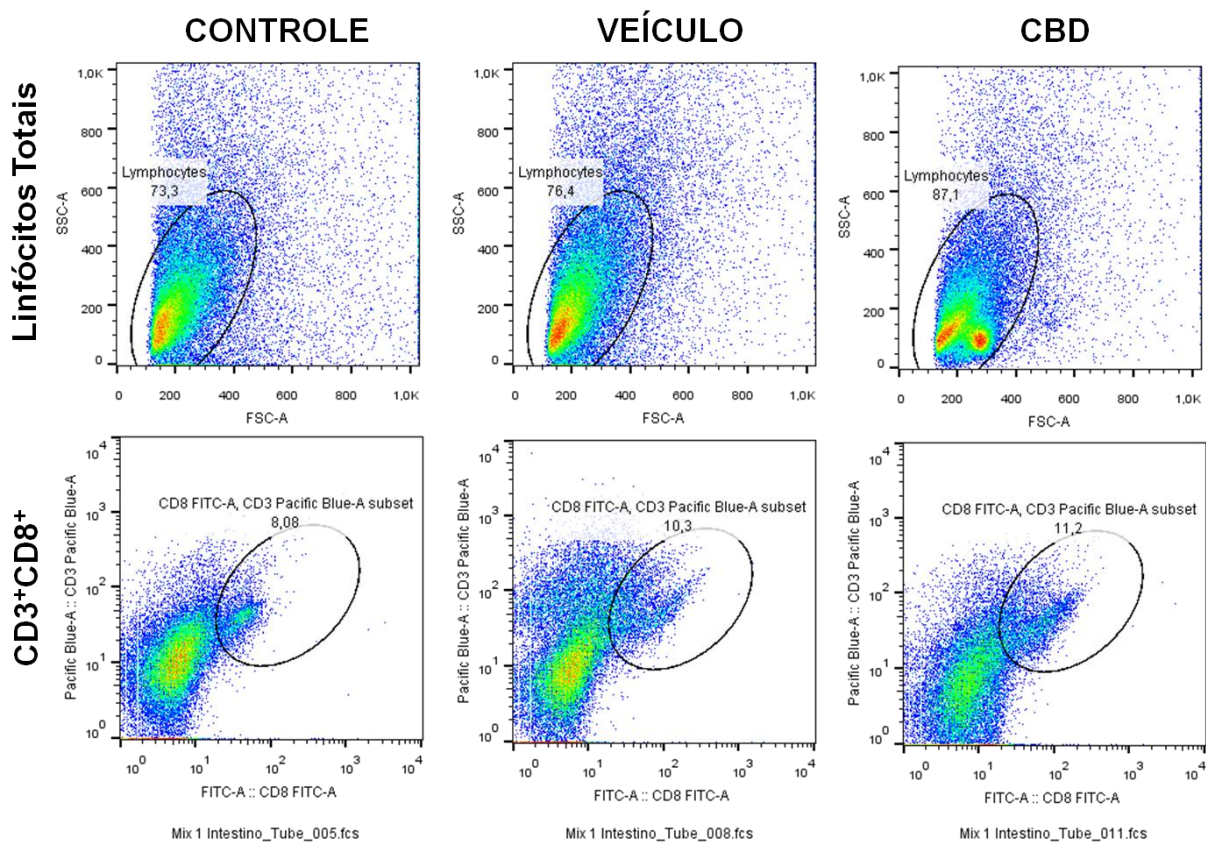 CONTROLE
VEÍCULO
CBD
Linfócitos Totais
1,0K
800
600
400
200
0
SSC-A
Lymphocytes
73,3
0 200 400 600 800 1,0K
FSC-A
1,0K
800
600
400
200
0
SSC-A
Lymphocytes
76,4
0 200 400 600 800 1,0K
FSC-A
1,0K
800
600
400
200
0
SSC-A
Lymphocytes
87,1
0 200 400 600 800 1,0K
FSC-A
CD3⁺CD8⁺
10⁴
10³
10²
10¹
10⁰
Pacific Blue-A :: CD3 Pacific Blue-A
CD8 FITC-A, CD3 Pacific Blue-A subset
8,08
10⁰ 10¹ 10² 10³ 10⁴
FITC-A :: CD8 FITC-A
Mix 1 Intestino_Tube_005.fcs
10⁴
10³
10²
10¹
10⁰
Pacific Blue-A :: CD3 Pacific Blue-A
CD8 FITC-A, CD3 Pacific Blue-A subset
10,3
10⁰ 10¹ 10² 10³ 10⁴
FITC-A :: CD8 FITC-A
Mix 1 Intestino_Tube_008.fcs
10⁴
10³
10²
10¹
10⁰
Pacific Blue-A :: CD3 Pacific Blue-A
CD8 FITC-A, CD3 Pacific Blue-A subset
11,2
10⁰ 10¹ 10² 10³ 10⁴
FITC-A :: CD8 FITC-A
Mix 1 Intestino_Tube_011.fcs